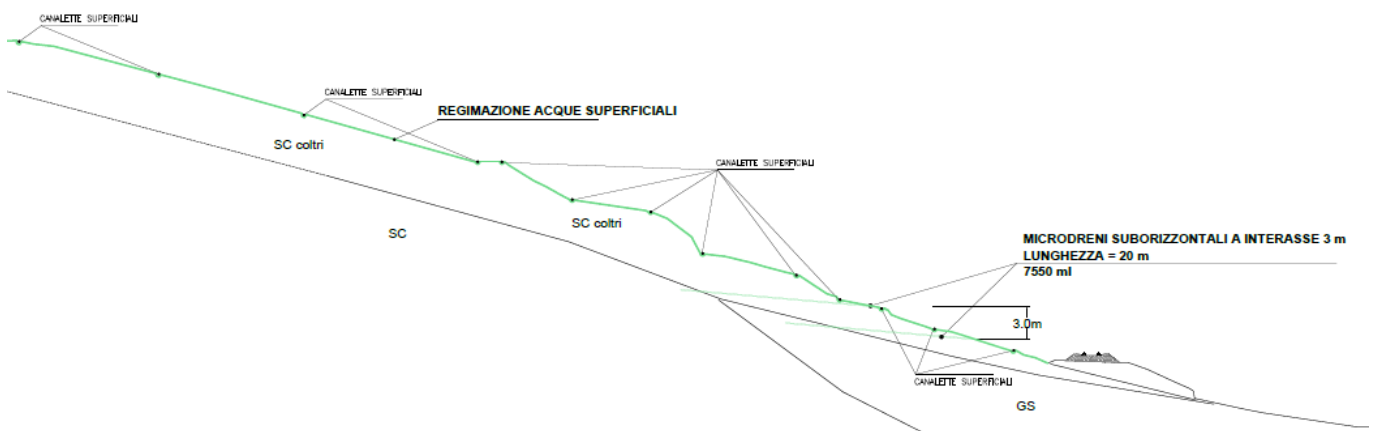 CANALETTE SUPERFICIALI
CANALETTE SUPERFICIALI
REGIMAZIONE ACQUE SUPERFICIALI
SC coltri
CANALETTE SUPERFICIALI
SC coltri
SC
MICRODRENI SUBORIZZONTALI A INTERASSE 3 m
LUNGHEZZA = 20 m
7550 ml
3.0m
CANALETTE SUPERFICIALI
GS